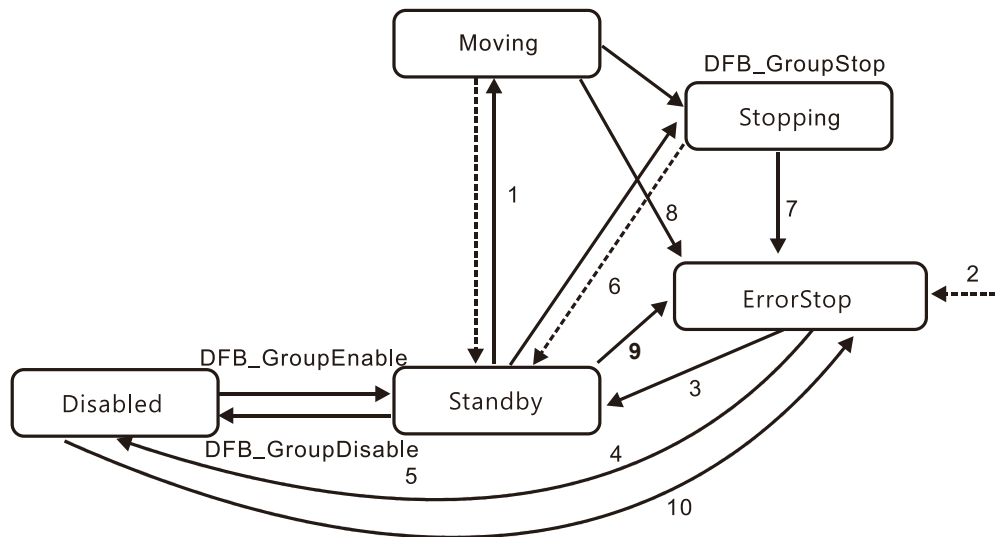 Moving
DFB_GroupStop
Stopping
1
8
7
2
6
ErrorStop
DFB_GroupEnable
9
3
Disabled
Standby
DFB_GroupDisable
4
5
10